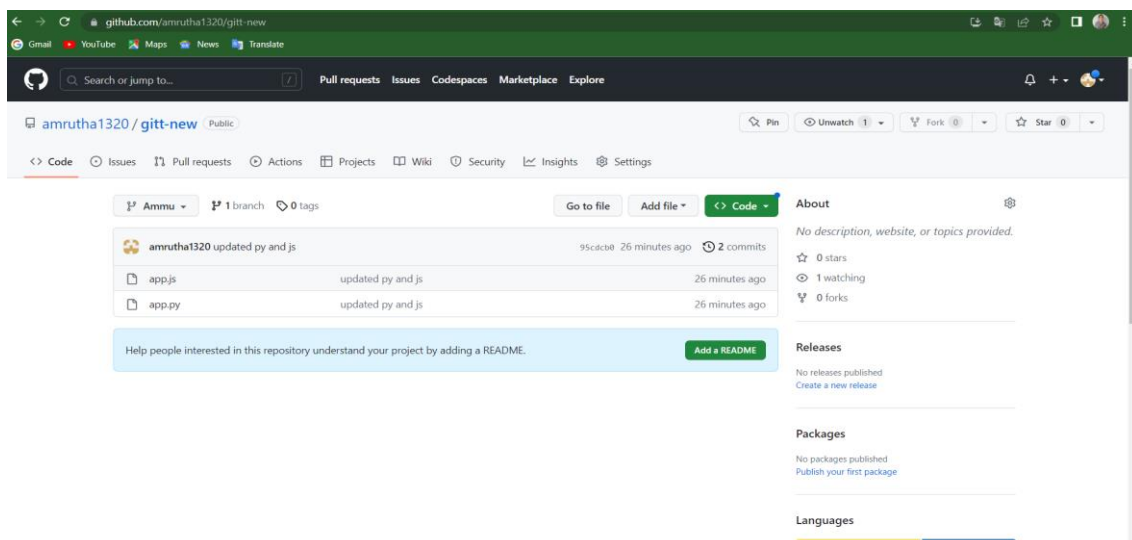 github.com/amrutha1320/gitt-new
Gmail YouTube Maps News Translate
Search or jump to... / Pull requests Issues Codespaces Marketplace Explore
amrutha1320 / gitt-new Public Pin Unwatch 1 Fork 0 Star 0
Code Issues Pull requests Actions Projects Wiki Security Insights Settings
Ammu 1 branch 0 tags Go to file Add file Code
amrutha1320 updated py and js 95cdcb0 26 minutes ago 2 commits
app.js updated py and js 26 minutes ago
app.py updated py and js 26 minutes ago
Help people interested in this repository understand your project by adding a README. Add a README
About
No description, website, or topics provided.
0 stars
1 watching
0 forks
Releases
No releases published
Create a new release
Packages
No packages published
Publish your first package
Languages